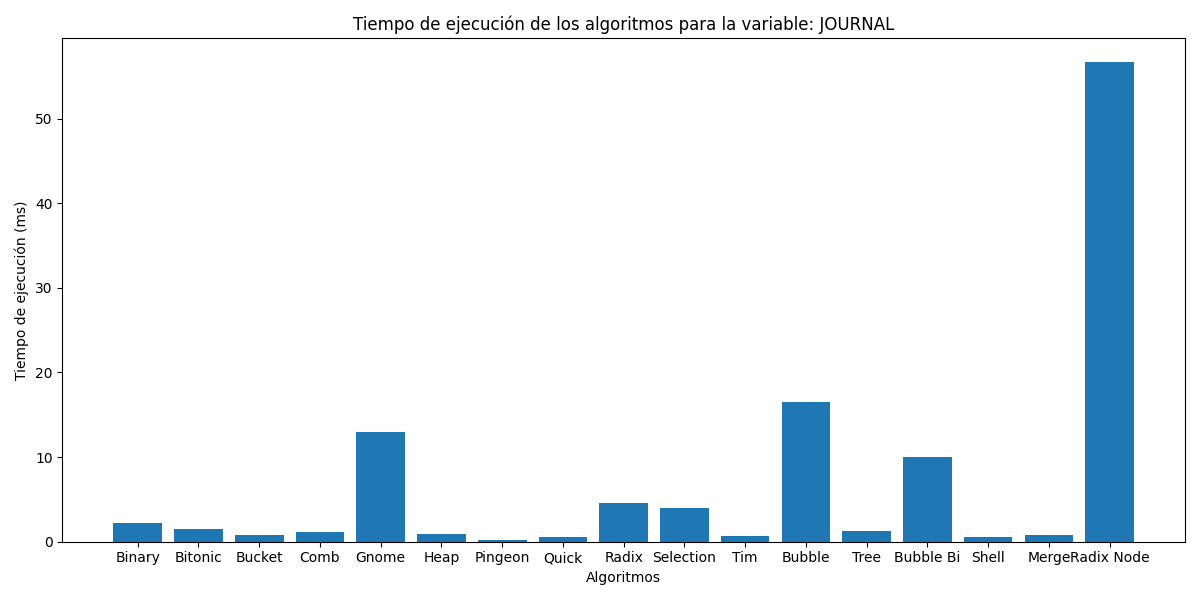 Tiempo de ejecución de los algoritmos para la variable: JOURNAL
Tiempo de ejecución (ms)
50
40
30
20
10
0
Binary Bitonic Bucket Comb Gnome Heap Pingeon Quick Radix Selection Tim Bubble Tree Bubble Bi Shell Merge Radix Node
Algoritmos